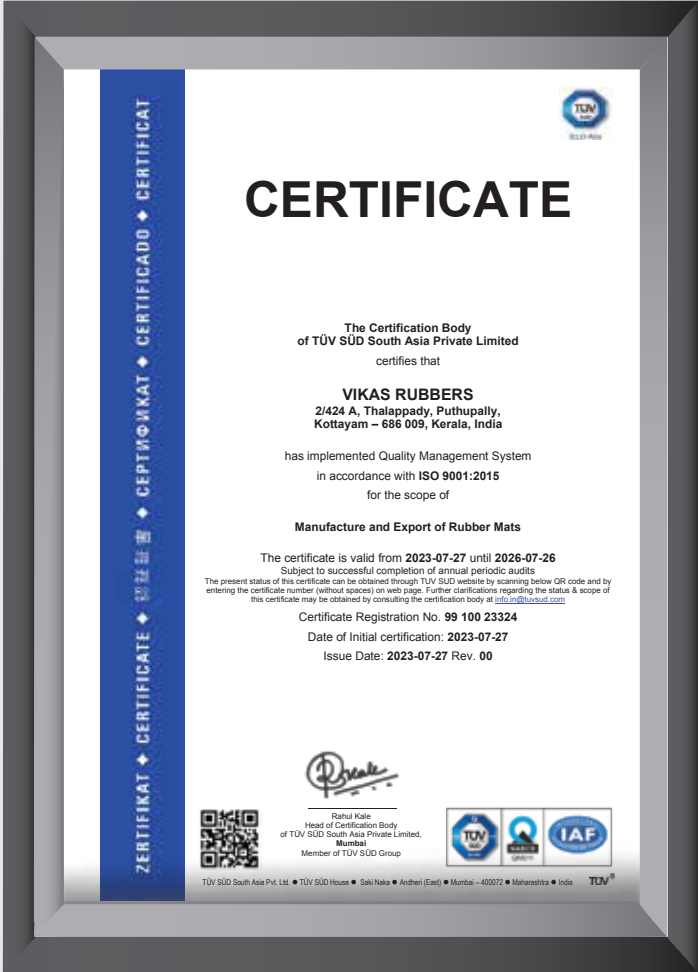 TÜV
SÜD
South Asia
CERTIFICATE
The Certification Body
of TÜV SÜD South Asia Private Limited
certifies that
VIKAS RUBBERS
2/424 A, Thalappady, Puthupally,
Kottayam – 686 009, Kerala, India
has implemented Quality Management System
in accordance with ISO 9001:2015
for the scope of
Manufacture and Export of Rubber Mats
The certificate is valid from 2023-07-27 until 2026-07-26
Subject to successful completion of annual periodic audits
The present status of this certificate can be obtained through TUV SUD website by scanning below QR code and by
entering the certificate number (without spaces) on web page. Further clarifications regarding the status & scope of
this certificate may be obtained by consulting the certification body at info.in@tuvsud.com
Certificate Registration No. 99 100 23324
Date of Initial certification: 2023-07-27
Issue Date: 2023-07-27 Rev. 00
Rahul Kale
Head of Certification Body
of TÜV SÜD South Asia Private Limited,
Mumbai
Member of TÜV SÜD Group
TÜV
SÜD
NABCB
QM011
IAF
TÜV SÜD South Asia Pvt. Ltd. ● TÜV SÜD House ● Saki Naka ● Andheri (East) ● Mumbai – 400072 ● Maharashtra ● India TÜV®
ZERTIFIKAT ◆ CERTIFICATE ◆ 認証証書 ◆ СЕРТИФИКАТ ◆ CERTIFICADO ◆ CERTIFICAT